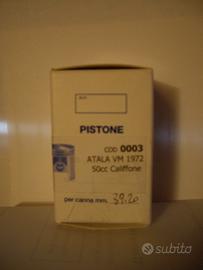 PISTONE
COD 0003
ATALA VM 1972
50cc Califfone
per canna mm. 39.20
subito